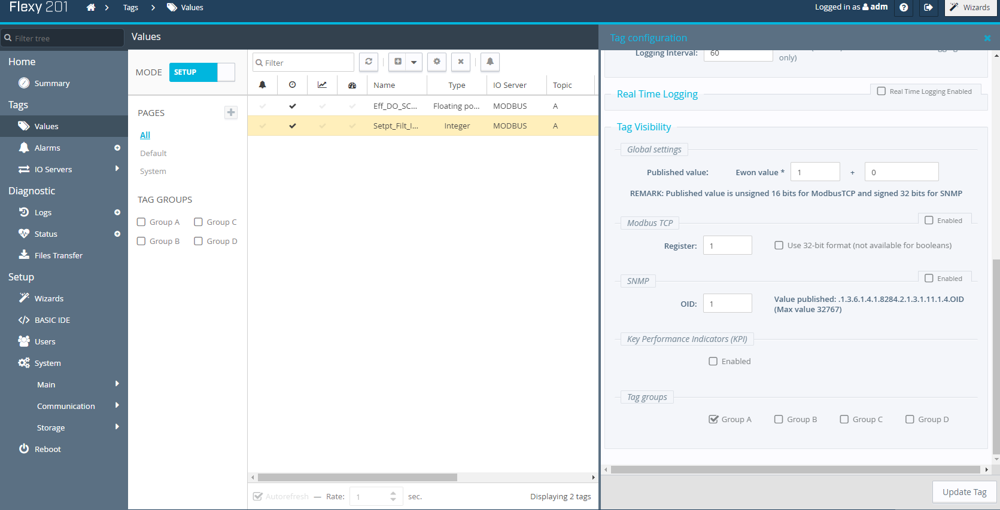 Flexy 201
Tags
Values
Logged in as adm
Wizards
Filter tree
Home
Summary
Tags
Values
Alarms
IO Servers
Diagnostic
Logs
Status
Files Transfer
Setup
Wizards
BASIC IDE
Users
System
Main
Communication
Storage
Reboot
Values
MODE SETUP
PAGES
All
Default
System
TAG GROUPS
Group A Group C
Group B Group D
Filter
Name Type IO Server Topic
Eff_DO_SC... Floating po... MODBUS A
Setpt_Filt_I... Integer MODBUS A
Autorefresh — Rate: 1 sec. Displaying 2 tags
Tag configuration
Logging Interval: 60
only)
Real Time Logging
Real Time Logging Enabled
Tag Visibility
Global settings
Published value: Ewon value * 1 + 0
REMARK: Published value is unsigned 16 bits for ModbusTCP and signed 32 bits for SNMP
Modbus TCP Enabled
Register: 1 Use 32-bit format (not available for booleans)
SNMP Enabled
OID: 1 Value published: .1.3.6.1.4.1.8284.2.1.3.1.11.1.4.OID
(Max value 32767)
Key Performance Indicators (KPI)
Enabled
Tag groups
Group A Group B Group C Group D
Update Tag